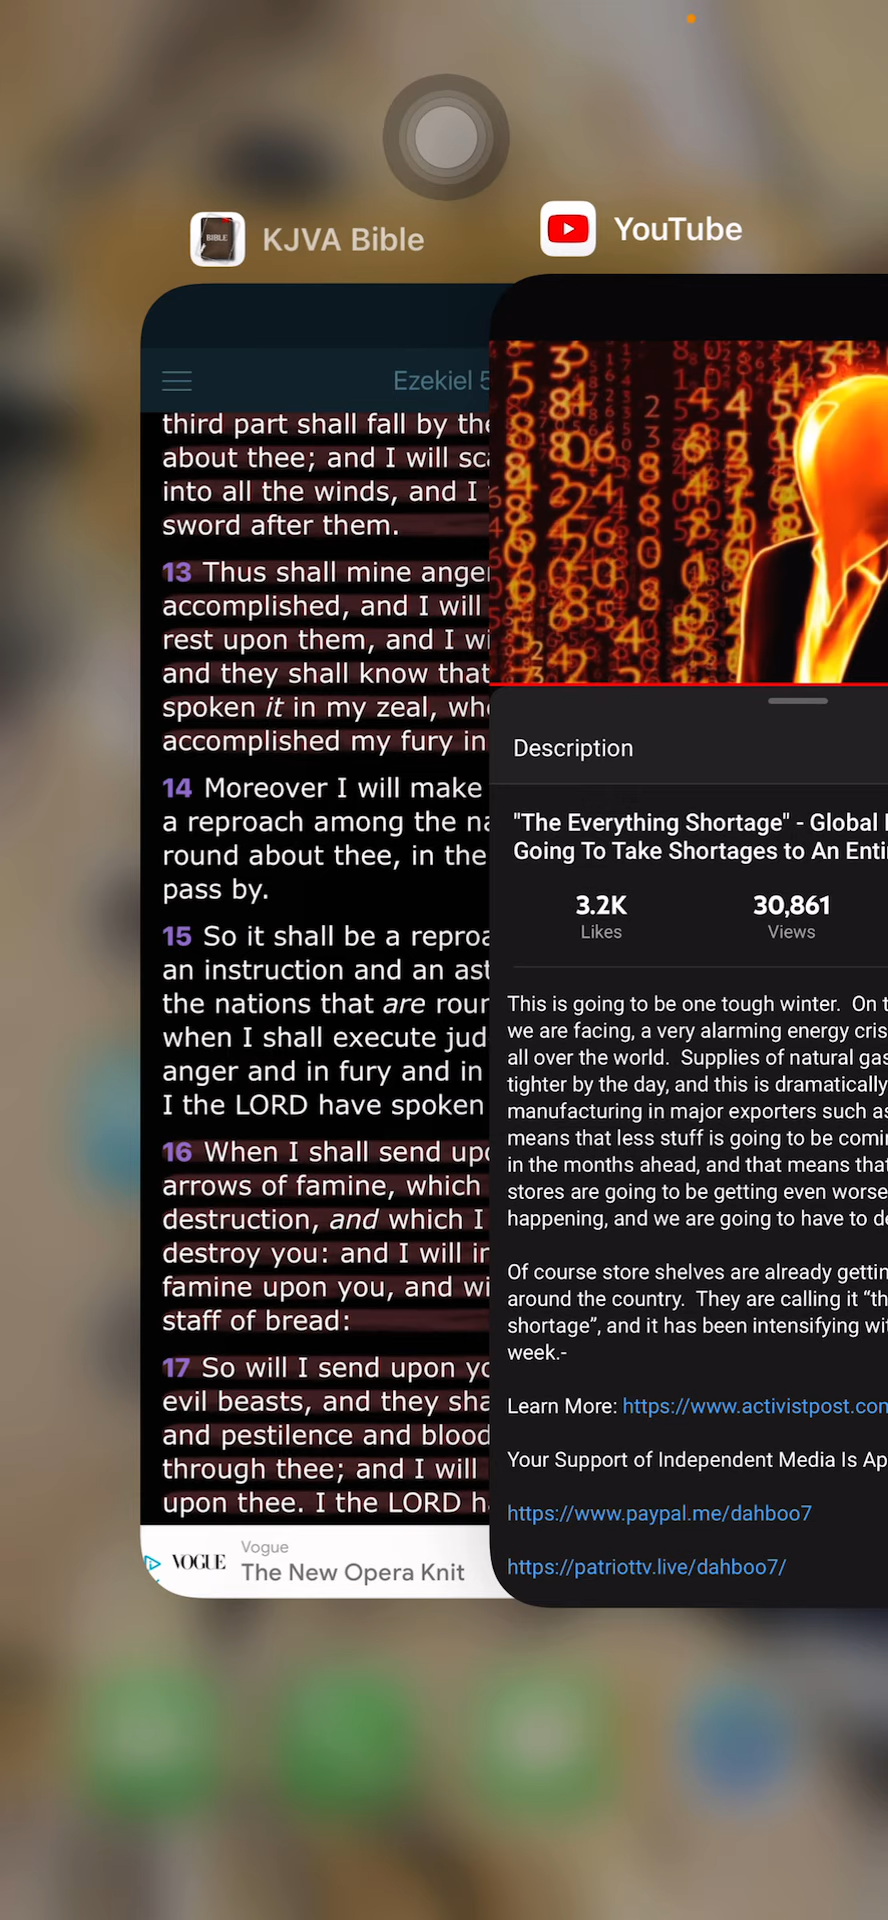 KJVA Bible
YouTube
Ezekiel 5
third part shall fall by the
about thee; and I will sc
into all the winds, and I
sword after them.
13 Thus shall mine anger
accomplished, and I will
rest upon them, and I wi
and they shall know that
spoken it in my zeal, wh
accomplished my fury in
14 Moreover I will make
a reproach among the na
round about thee, in the
pass by.
15 So it shall be a reproa
an instruction and an ast
the nations that are roun
when I shall execute jud
anger and in fury and in
I the LORD have spoken
16 When I shall send upo
arrows of famine, which
destruction, and which I
destroy you: and I will in
famine upon you, and wi
staff of bread:
17 So will I send upon yo
evil beasts, and they sha
and pestilence and blood
through thee; and I will
upon thee. I the LORD h
VOGUE
Vogue
The New Opera Knit
Description
"The Everything Shortage" - Global
Going To Take Shortages to An Enti
3.2K
30,861
Likes
Views
This is going to be one tough winter. On t
we are facing, a very alarming energy cris
all over the world. Supplies of natural gas
tighter by the day, and this is dramatically
manufacturing in major exporters such as
means that less stuff is going to be comi
in the months ahead, and that means that
stores are going to be getting even worse
happening, and we are going to have to de
Of course store shelves are already gettin
around the country. They are calling it “th
shortage”, and it has been intensifying wit
week.-
Learn More: https://www.activistpost.con
Your Support of Independent Media Is Ap
https://www.paypal.me/dahboo7
https://patriottv.live/dahboo7/